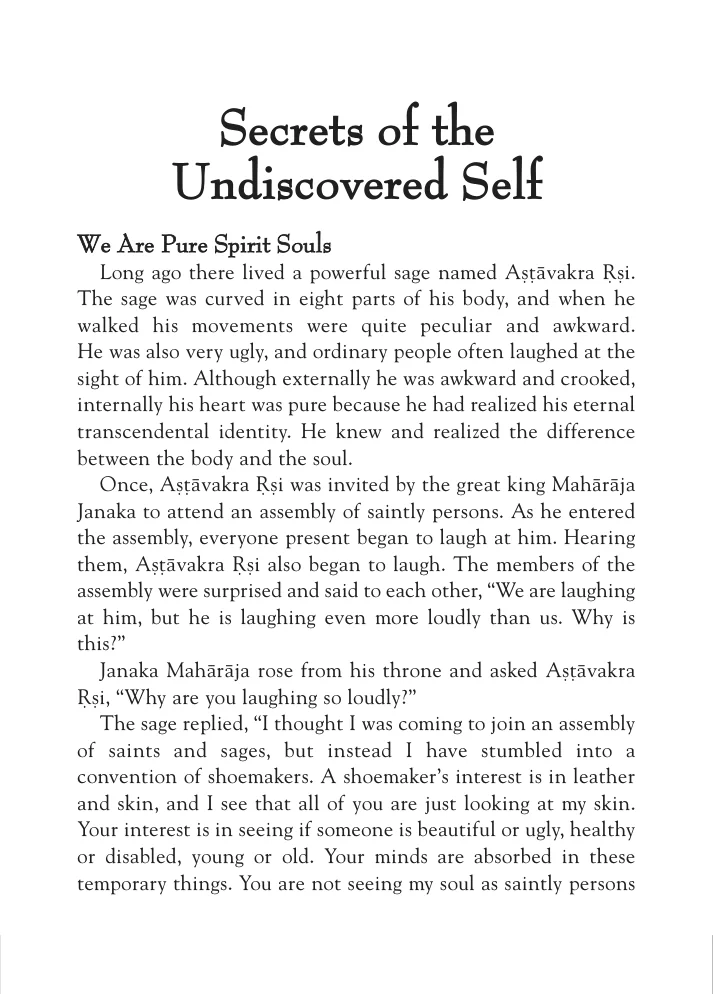 Secrets of the
Undiscovered Self
We Are Pure Spirit Souls
Long ago there lived a powerful sage named Aṣṭāvakra Ṛṣi.
The sage was curved in eight parts of his body, and when he
walked his movements were quite peculiar and awkward.
He was also very ugly, and ordinary people often laughed at the
sight of him. Although externally he was awkward and crooked,
internally his heart was pure because he had realized his eternal
transcendental identity. He knew and realized the difference
between the body and the soul.
Once, Aṣṭāvakra Ṛṣi was invited by the great king Mahārāja
Janaka to attend an assembly of saintly persons. As he entered
the assembly, everyone present began to laugh at him. Hearing
them, Aṣṭāvakra Ṛṣi also began to laugh. The members of the
assembly were surprised and said to each other, “We are laughing
at him, but he is laughing even more loudly than us. Why is
this?”
Janaka Mahārāja rose from his throne and asked Aṣṭāvakra
Ṛṣi, “Why are you laughing so loudly?”
The sage replied, “I thought I was coming to join an assembly
of saints and sages, but instead I have stumbled into a
convention of shoemakers. A shoemaker’s interest is in leather
and skin, and I see that all of you are just looking at my skin.
Your interest is in seeing if someone is beautiful or ugly, healthy
or disabled, young or old. Your minds are absorbed in these
temporary things. You are not seeing my soul as saintly persons